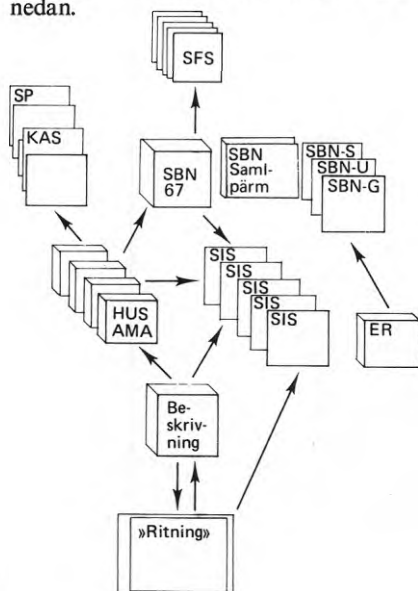 nedan.
SFS
SP
KAS
SBN
67
SBN
Saml-
pärm
SBN-S
SBN-U
SBN-G
SIS
SIS
SIS
SIS
SIS
HUS
AMA
ER
Be-
skriv-
ning
»Ritning»